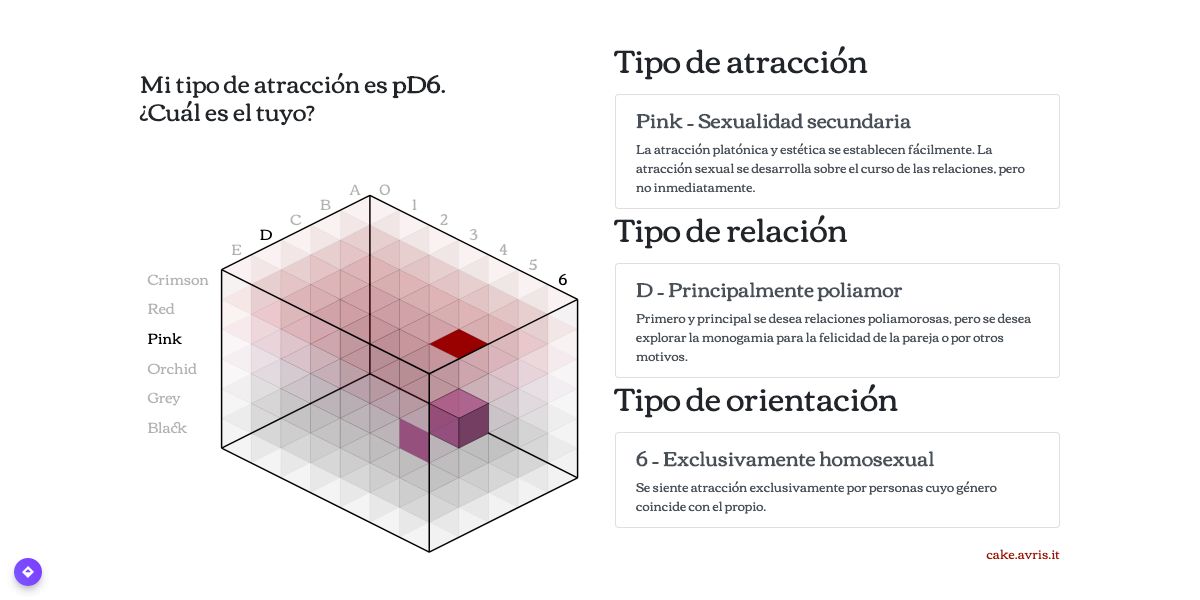 Mi tipo de atracción es pD6.
¿Cuál es el tuyo?
A
B
C
D
E
0
1
2
3
4
5
6
Crimson
Red
Pink
Orchid
Grey
Black
Tipo de atracción
Pink - Sexualidad secundaria
La atracción platónica y estética se establecen fácilmente. La
atracción sexual se desarrolla sobre el curso de las relaciones, pero
no inmediatamente.
Tipo de relación
D - Principalmente poliamor
Primero y principal se desea relaciones poliamorosas, pero se desea
explorar la monogamia para la felicidad de la pareja o por otros
motivos.
Tipo de orientación
6 - Exclusivamente homosexual
Se siente atracción exclusivamente por personas cuyo género
coincide con el propio.
cake.avris.it